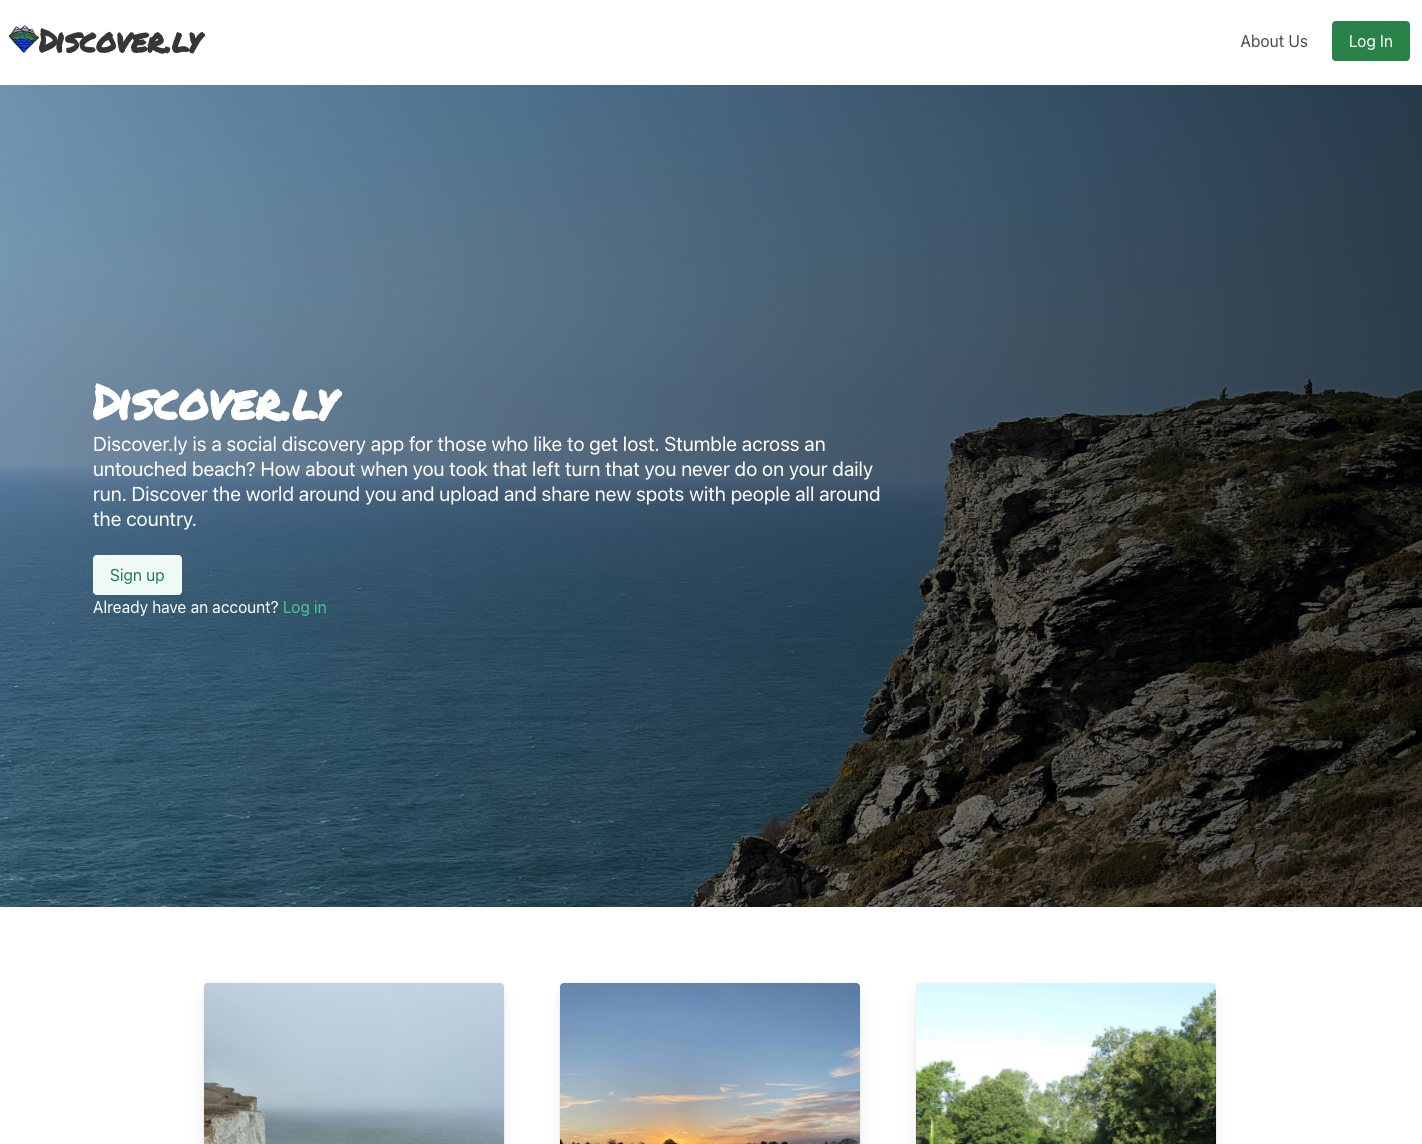 Discover.ly
About Us
Log In
Discover.ly
Discover.ly is a social discovery app for those who like to get lost. Stumble across an
untouched beach? How about when you took that left turn that you never do on your daily
run. Discover the world around you and upload and share new spots with people all around
the country.
Sign up
Already have an account? Log in